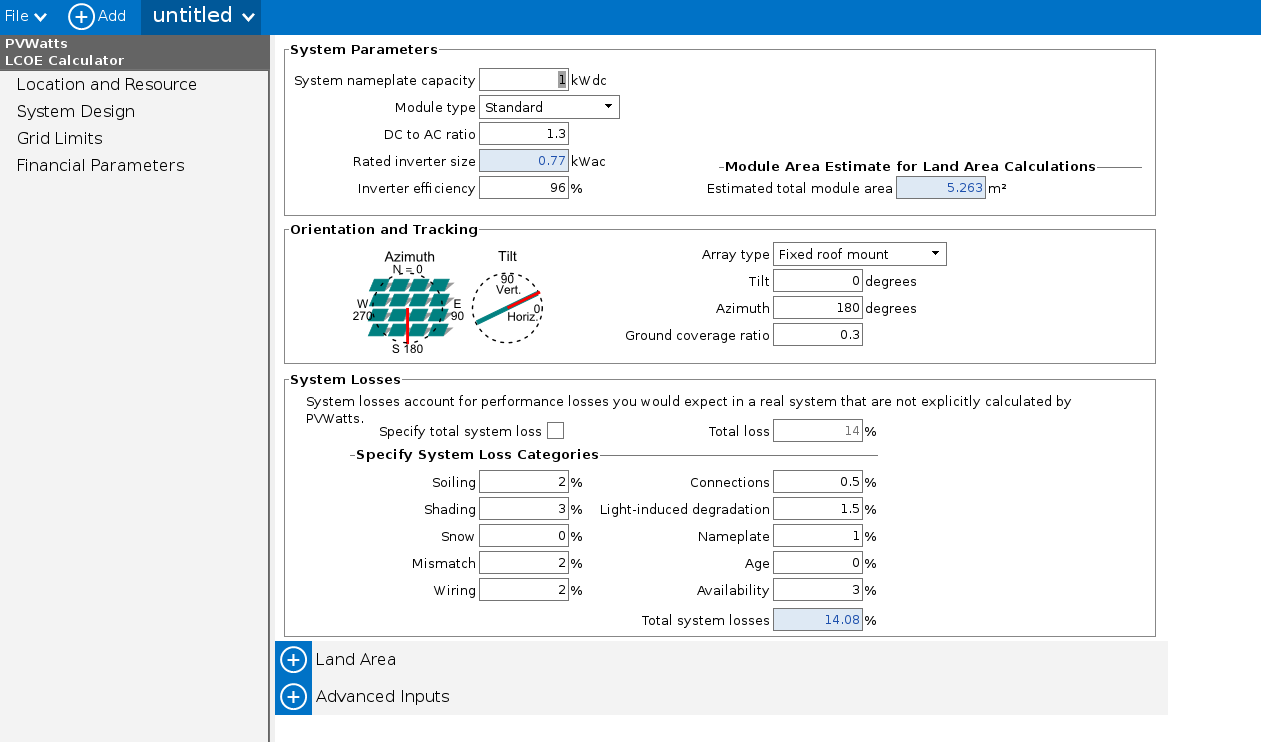 File Add untitled
PVWatts
LCOE Calculator
Location and Resource
System Design
Grid Limits
Financial Parameters
System Parameters
System nameplate capacity 1 kWdc
Module type Standard
DC to AC ratio 1.3
Rated inverter size 0.77 kWac
Inverter efficiency 96 %
Module Area Estimate for Land Area Calculations
Estimated total module area 5.263 m²
Orientation and Tracking
Azimuth
N = 0
W
270
E
90
S 180
Tilt
90
Vert.
0
Horiz.
Array type Fixed roof mount
Tilt 0 degrees
Azimuth 180 degrees
Ground coverage ratio 0.3
System Losses
System losses account for performance losses you would expect in a real system that are not explicitly calculated by
PVWatts.
Specify total system loss Total loss 14 %
Specify System Loss Categories
Soiling 2 % Connections 0.5 %
Shading 3 % Light-induced degradation 1.5 %
Snow 0 % Nameplate 1 %
Mismatch 2 % Age 0 %
Wiring 2 % Availability 3 %
Total system losses 14.08 %
Land Area
Advanced Inputs